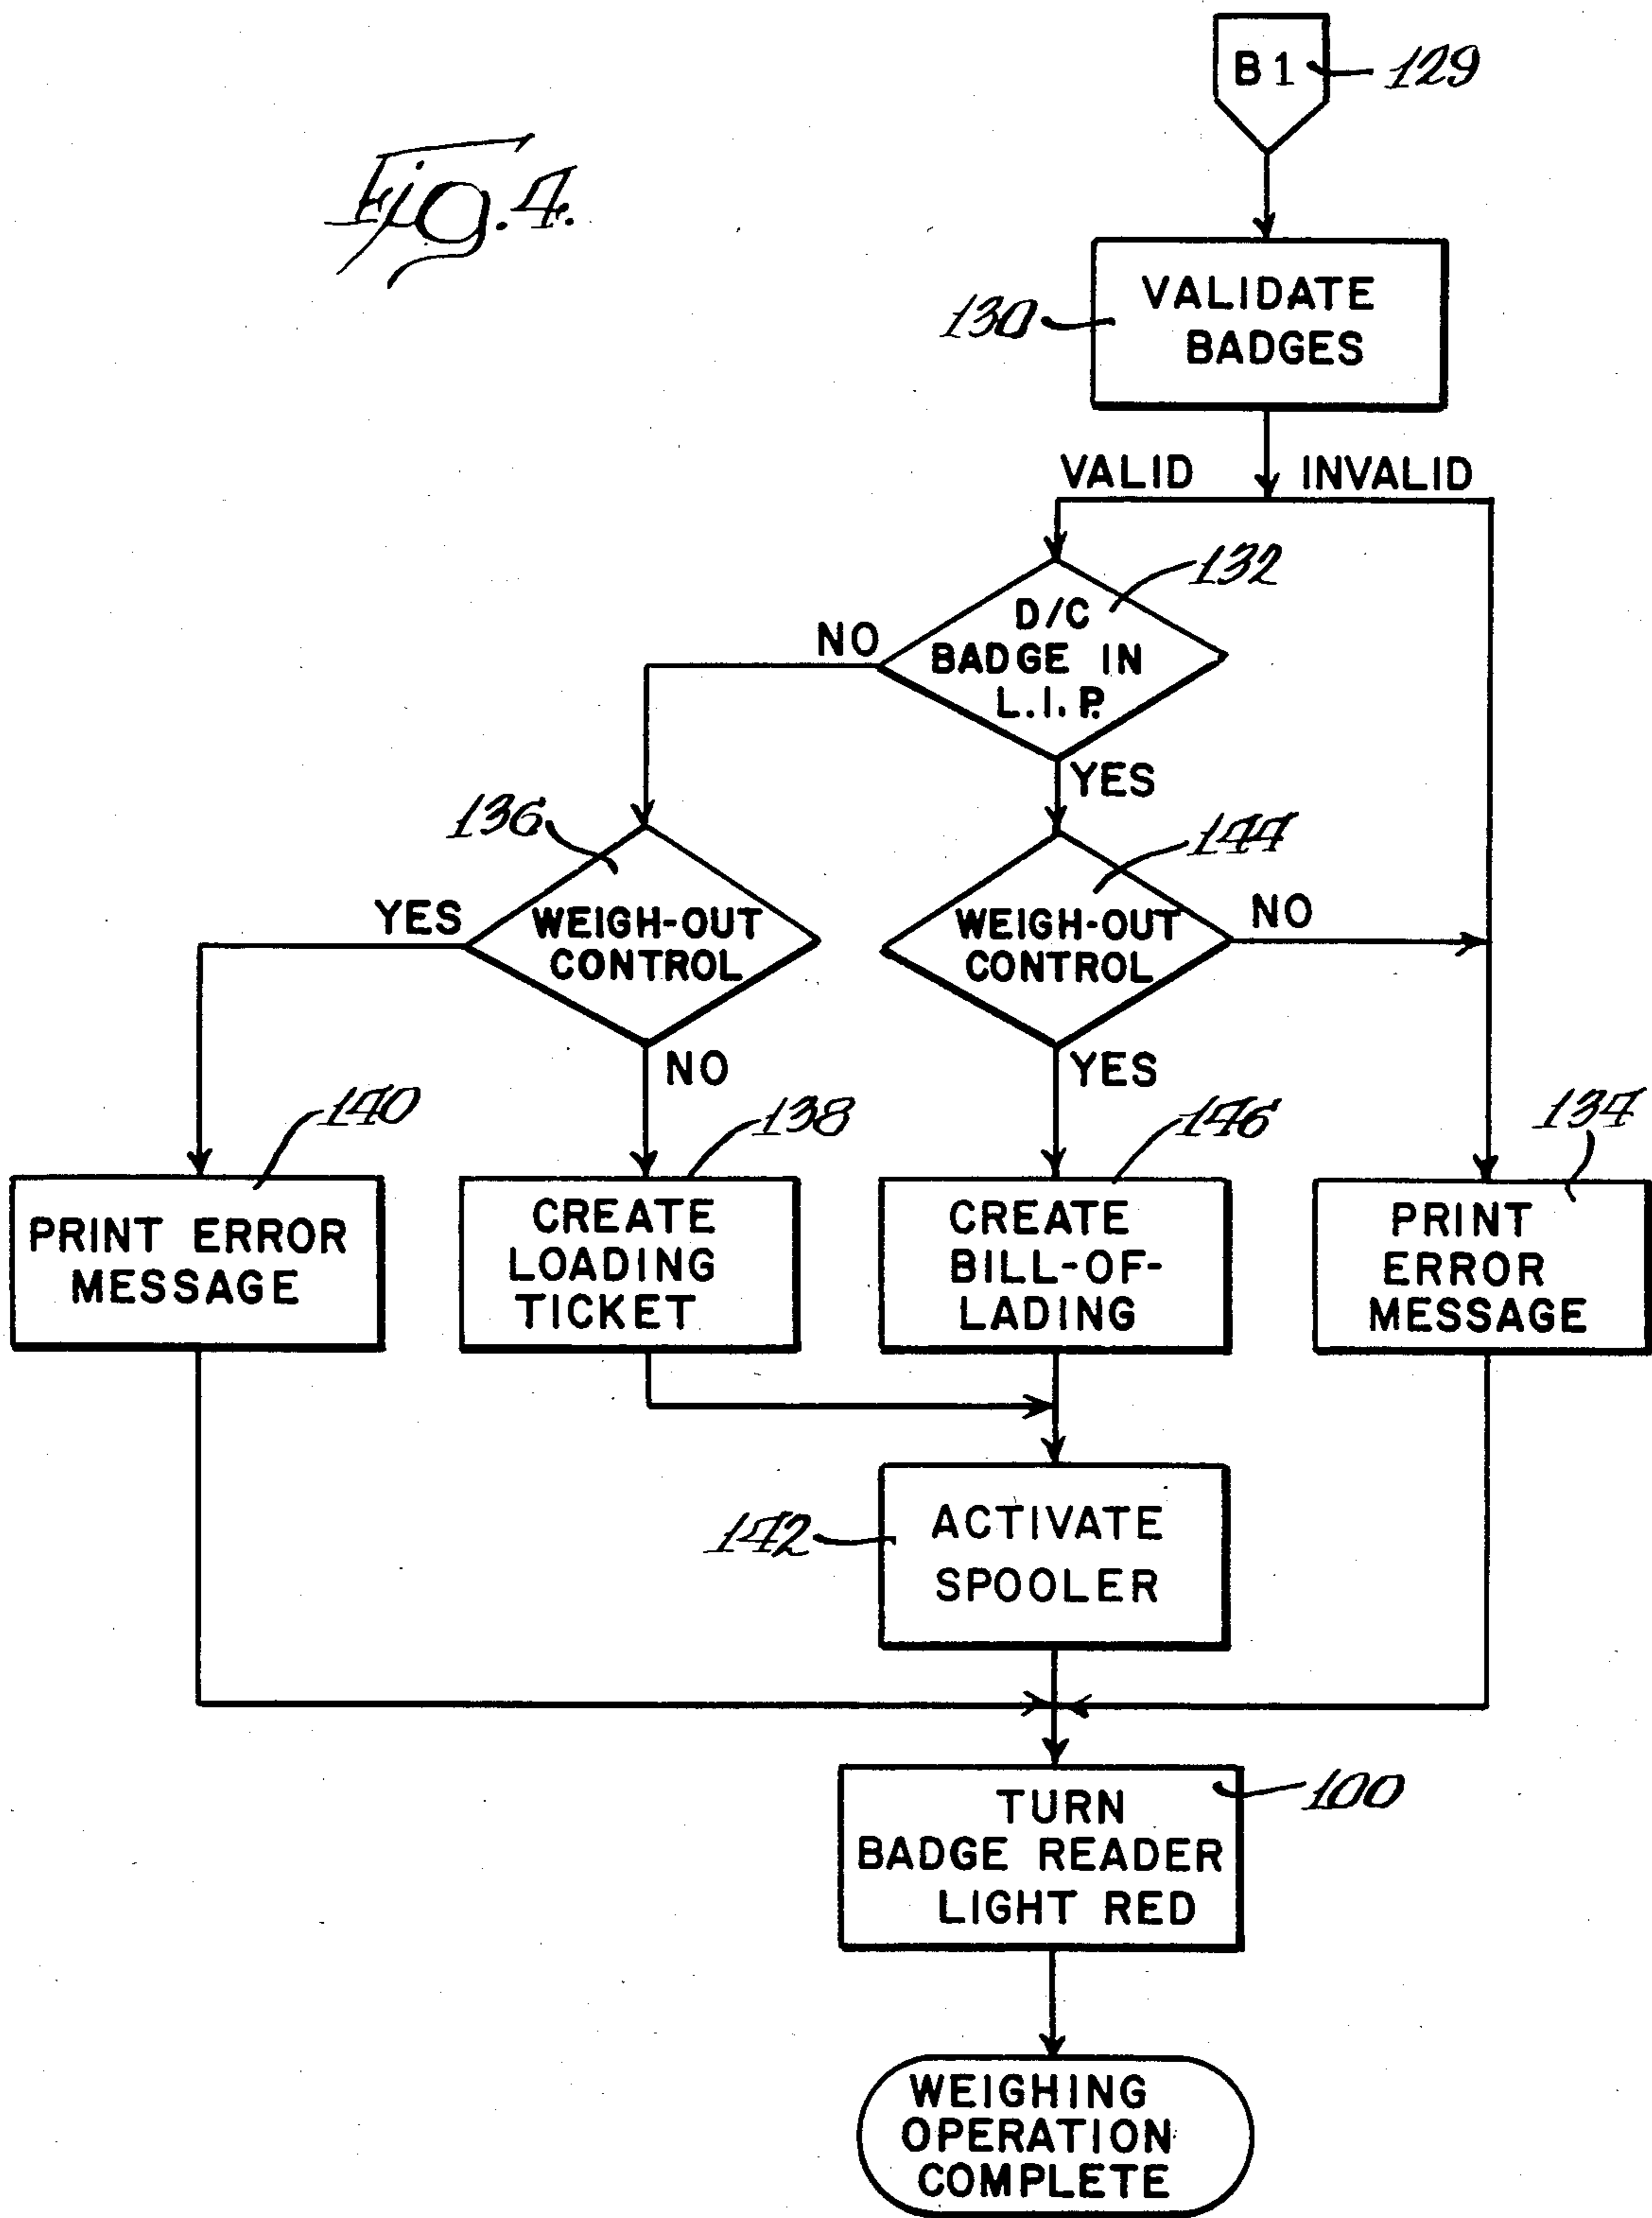 B 1
129
Fig. 4.
VALIDATE
BADGES
130
VALID
INVALID
132
D/C
BADGE IN
L.I.P.
NO
YES
136
144
YES
WEIGH-OUT
CONTROL
WEIGH-OUT
CONTROL
NO
NO
YES
140
138
146
134
PRINT ERROR
MESSAGE
CREATE
LOADING
TICKET
CREATE
BILL-OF-
LADING
PRINT
ERROR
MESSAGE
142
ACTIVATE
SPOOLER
100
TURN
BADGE READER
LIGHT RED
WEIGHING
OPERATION
COMPLETE